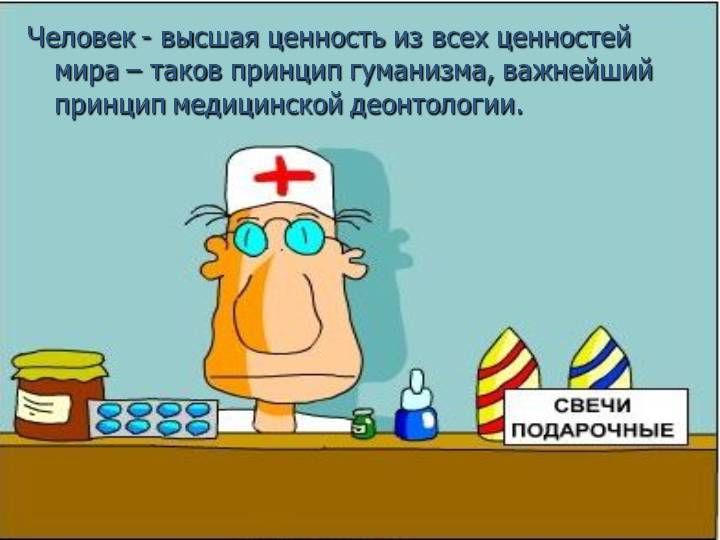 Человек - высшая ценность из всех ценностей
мира – таков принцип гуманизма, важнейший
принцип медицинской деонтологии.
СВЕЧИ
ПОДАРОЧНЫЕ